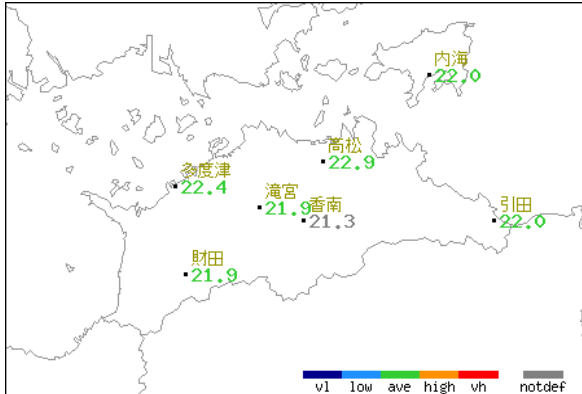 内海
22.0
高松
22.9
多度津
22.4
滝宮
21.9
香南
21.3
引田
22.0
財田
21.9
vl low ave high vh notdef